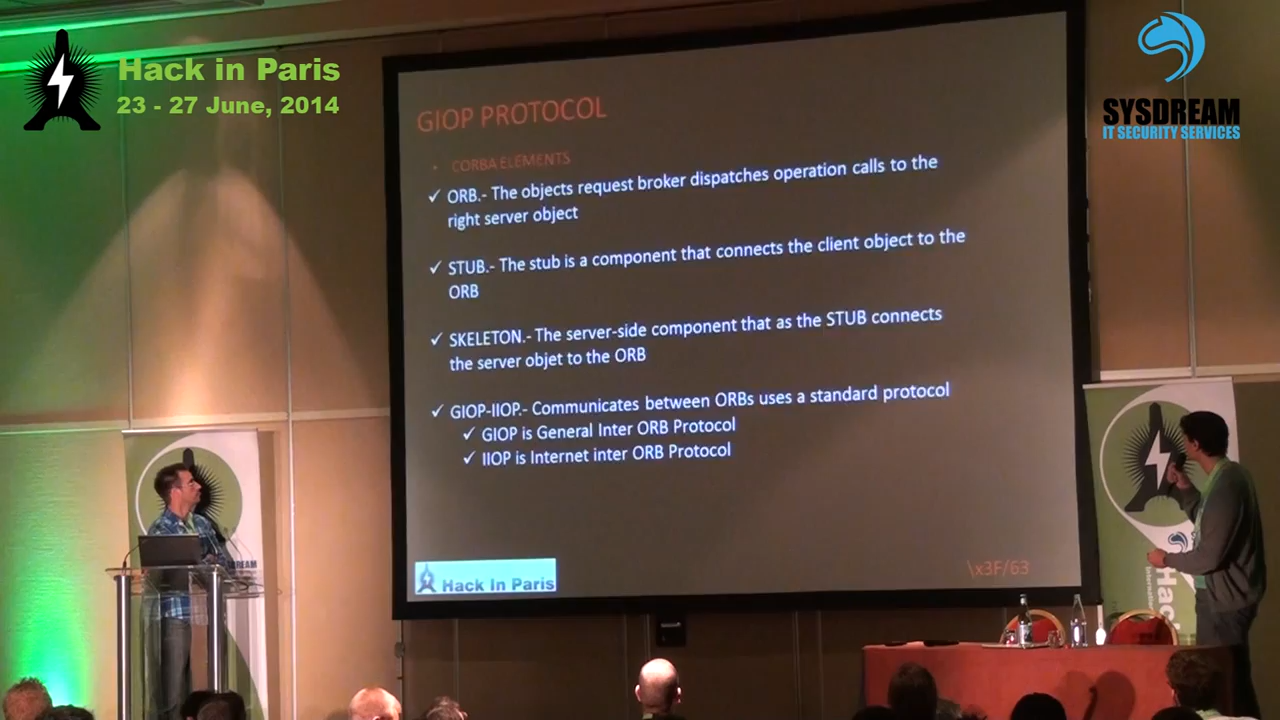 Hack in Paris
23 - 27 June, 2014
SYSDREAM
IT SECURITY SERVICES
GIOP PROTOCOL
• CORBA ELEMENTS
✓ ORB.- The objects request broker dispatches operation calls to the
right server object
✓ STUB.- The stub is a component that connects the client object to the
ORB
✓ SKELETON.- The server-side component that as the STUB connects
the server objet to the ORB
✓ GIOP-IIOP.- Communicates between ORBs uses a standard protocol
✓ GIOP is General Inter ORB Protocol
✓ IIOP is Internet inter ORB Protocol
Hack In Paris
\x3F/63